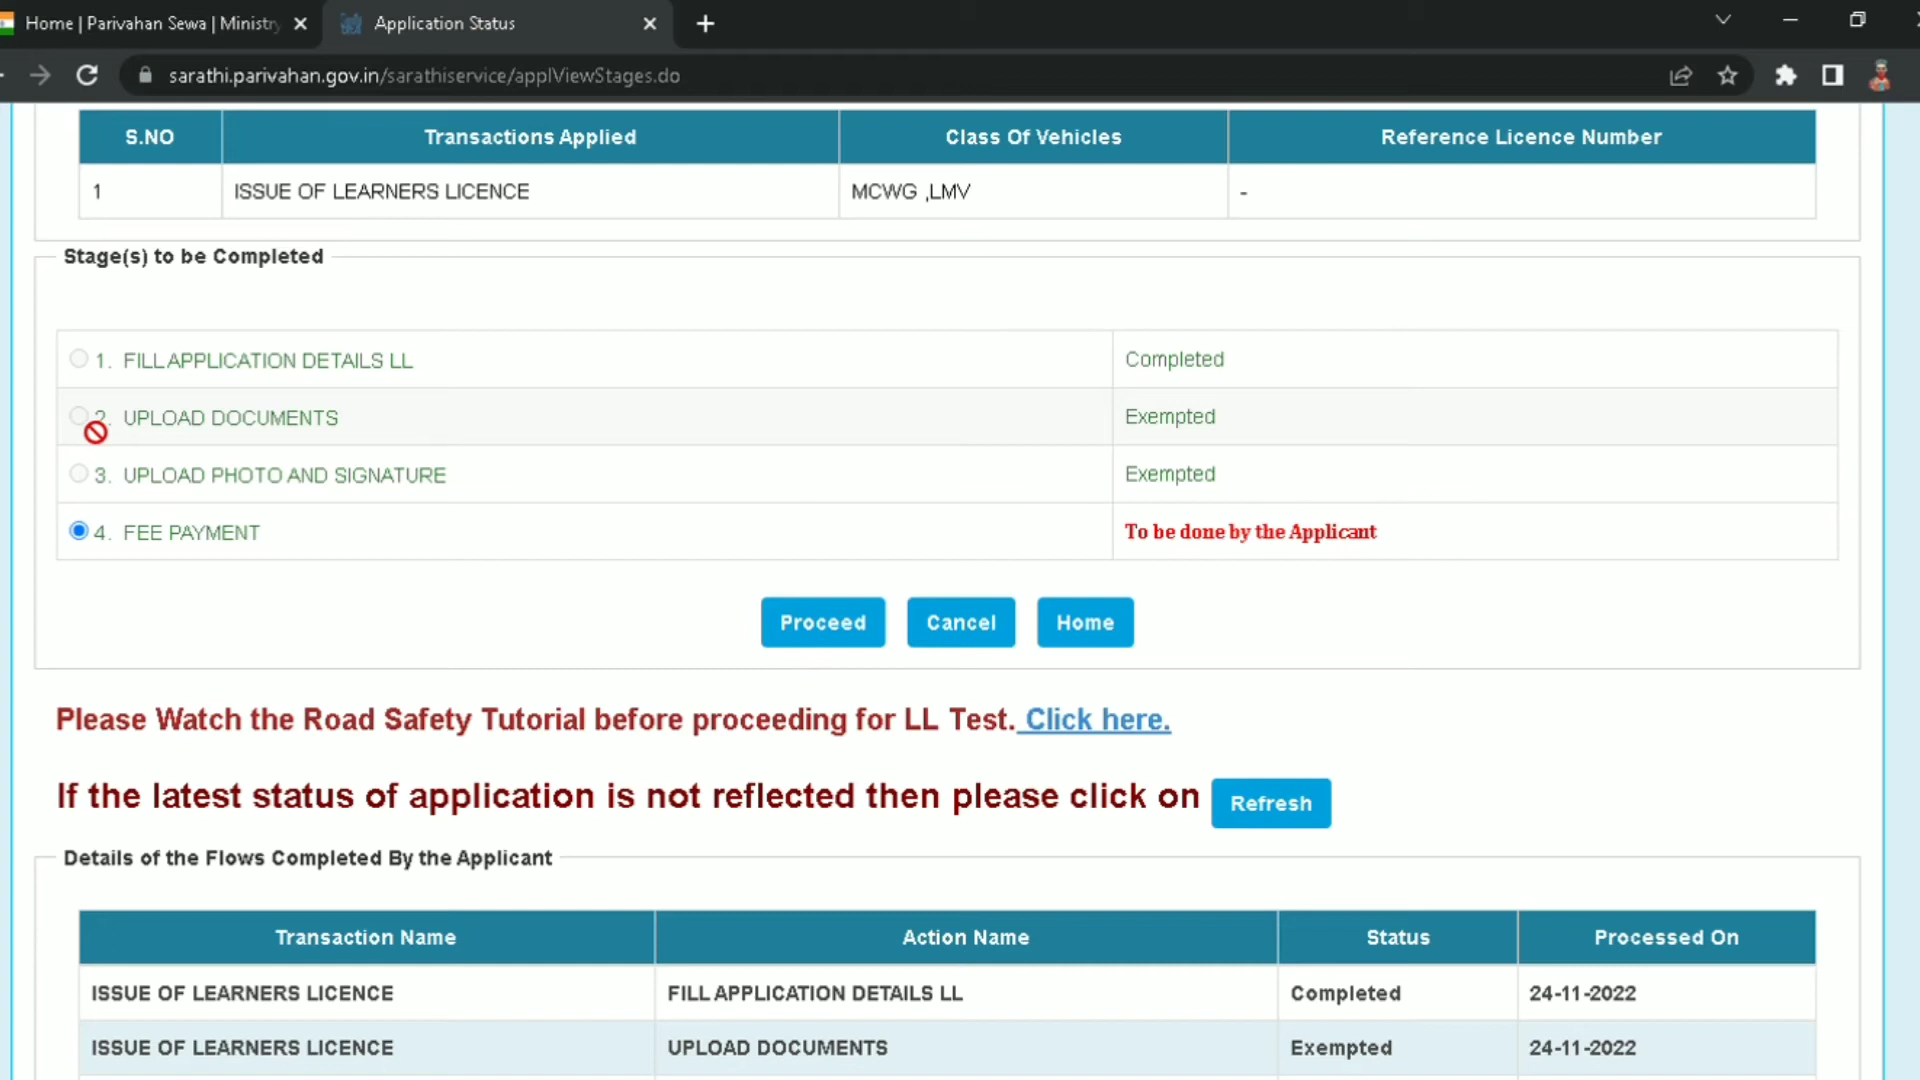 Home | Parivahan Sewa | Ministry
Application Status
sarathi.parivahan.gov.in/sarathiservice/applViewStages.do
S.NO Transactions Applied Class Of Vehicles Reference Licence Number
1 ISSUE OF LEARNERS LICENCE MCWG ,LMV -
Stage(s) to be Completed
1. FILL APPLICATION DETAILS LL Completed
2. UPLOAD DOCUMENTS Exempted
3. UPLOAD PHOTO AND SIGNATURE Exempted
4. FEE PAYMENT To be done by the Applicant
Proceed Cancel Home
Please Watch the Road Safety Tutorial before proceeding for LL Test. Click here.
If the latest status of application is not reflected then please click on Refresh
Details of the Flows Completed By the Applicant
Transaction Name Action Name Status Processed On
ISSUE OF LEARNERS LICENCE FILL APPLICATION DETAILS LL Completed 24-11-2022
ISSUE OF LEARNERS LICENCE UPLOAD DOCUMENTS Exempted 24-11-2022